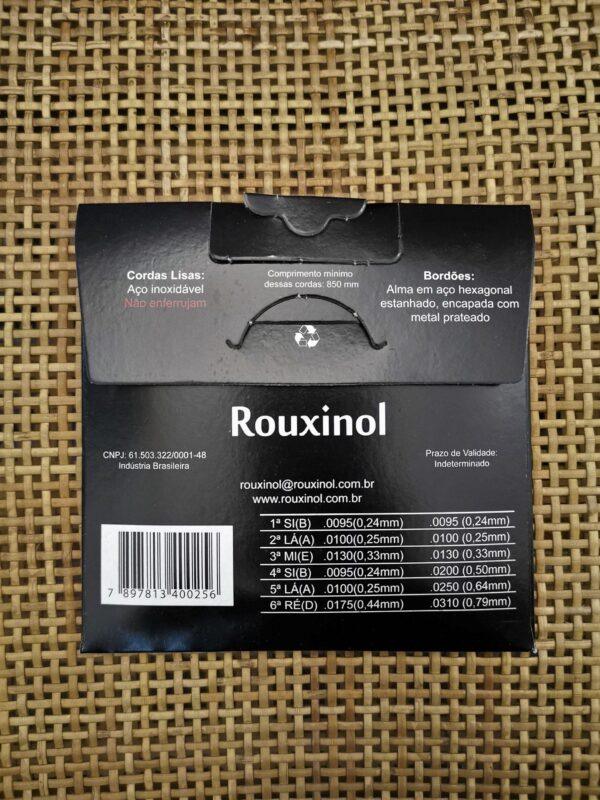 Cordas Lisas:
Aço inoxidável
Não enferrujam
Comprimento mínimo
dessas cordas: 850 mm
Bordões:
Alma em aço hexagonal
estanhado, encapada com
metal prateado
Rouxinol
CNPJ: 61.503.322/0001-48
Indústria Brasileira
Prazo de Validade:
Indeterminado
rouxinol@rouxinol.com.br
www.rouxinol.com.br
1ª SI(B) .0095(0,24mm) .0095 (0,24mm)
2ª LÁ(A) .0100(0,25mm) .0100 (0,25mm)
3ª MI(E) .0130(0,33mm) .0130 (0,33mm)
4ª SI(B) .0095(0,24mm) .0200 (0,50mm)
5ª LÁ(A) .0100(0,25mm) .0250 (0,64mm)
6ª RÉ(D) .0175(0,44mm) .0310 (0,79mm)
7 897813 400256